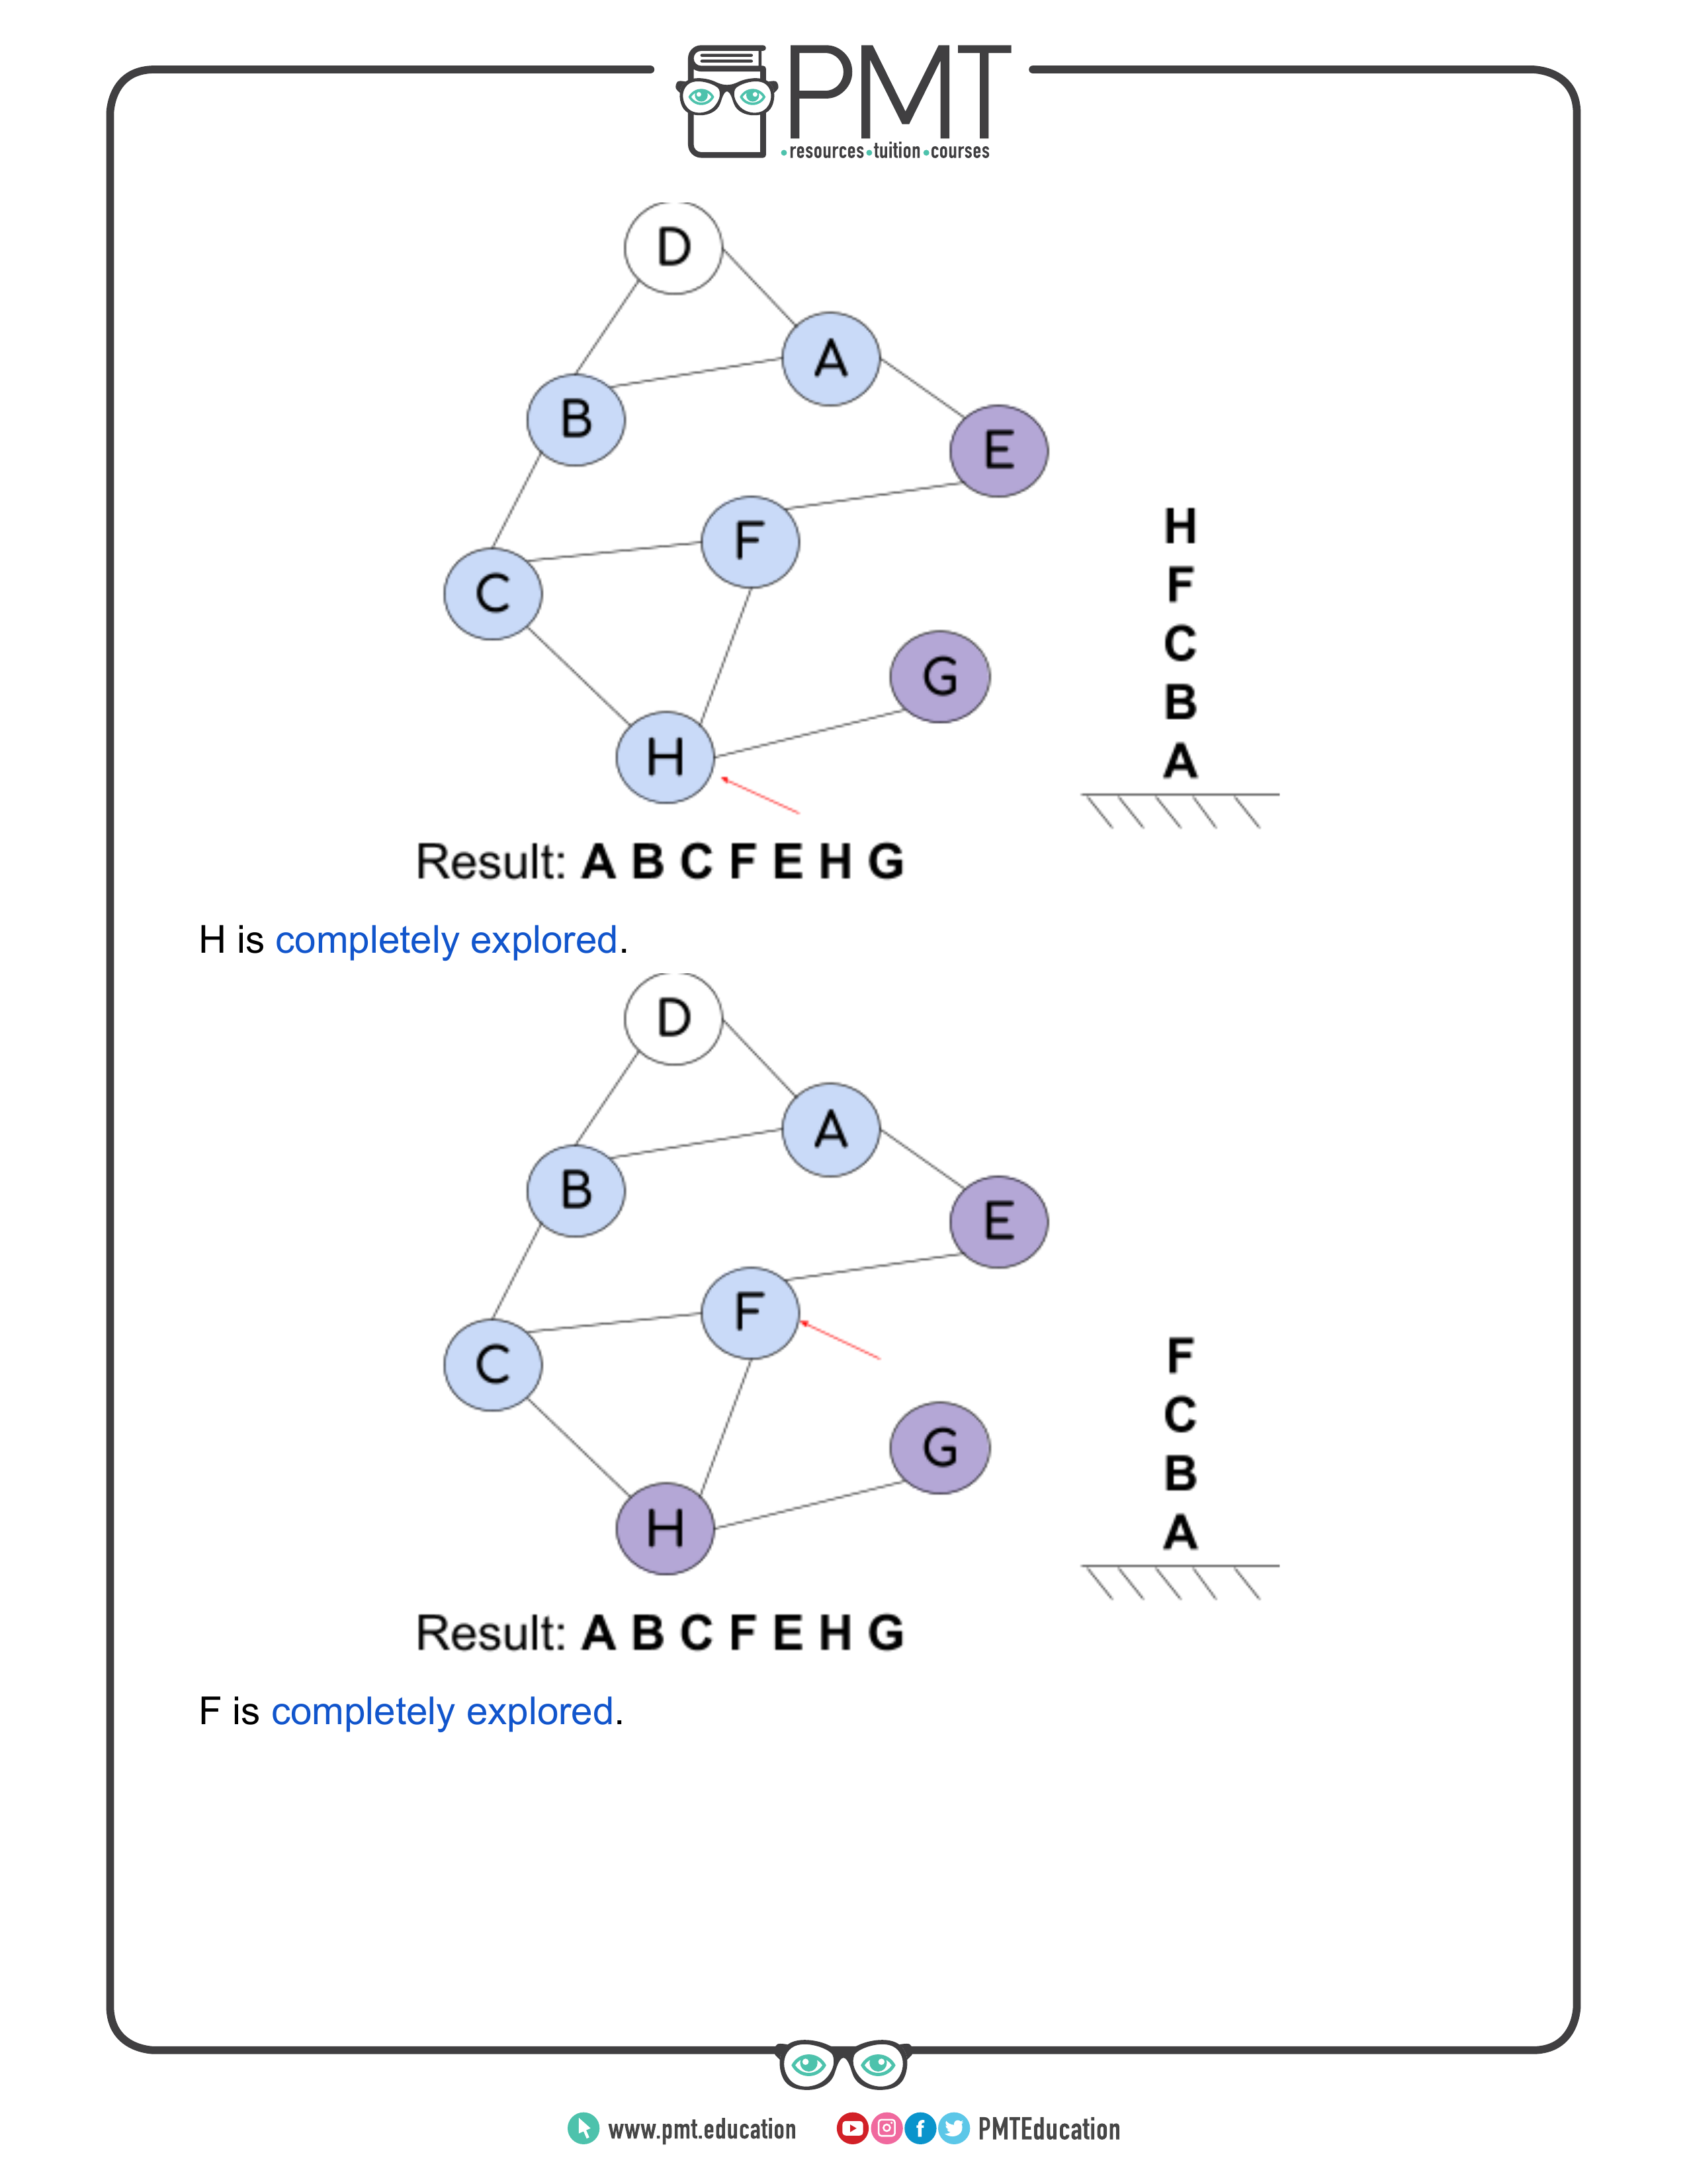 PMT
resources tuition courses
D
A
B
E
F
C
G
H
H
F
C
B
A
Result: A B C F E H G
H is completely explored.
D
A
B
E
F
C
G
H
F
C
B
A
Result: A B C F E H G
F is completely explored.
www.pmt.education PMTEducation